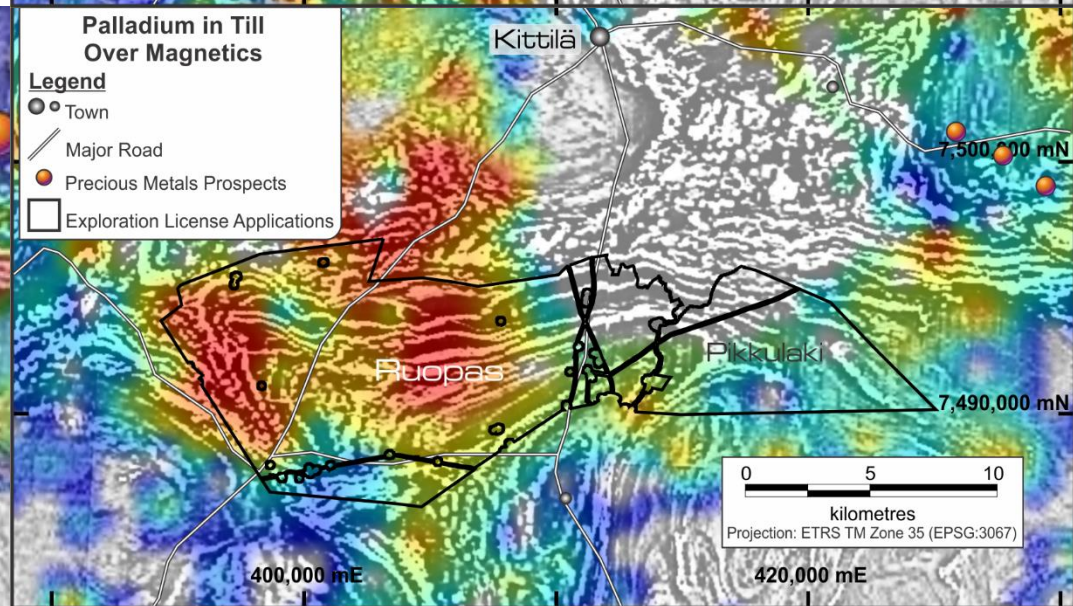 Palladium in Till
Over Magnetics
Legend
Town
Major Road
Precious Metals Prospects
Exploration License Applications
Kittilä
7,500,000 mN
Ruopas
Pikkulaki
7,490,000 mN
0 5 10
kilometres
Projection: ETRS TM Zone 35 (EPSG:3067)
400,000 mE
420,000 mE